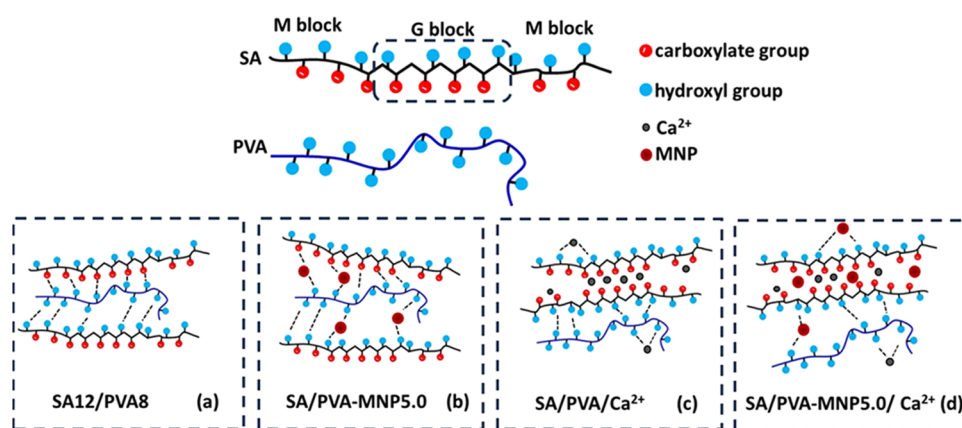 M block
G block
M block
SA
carboxylate group
hydroxyl group
Ca²⁺
MNP
PVA
SA12/PVA8 (a)
SA/PVA-MNP5.0 (b)
SA/PVA/Ca²⁺ (c)
SA/PVA-MNP5.0/ Ca²⁺ (d)